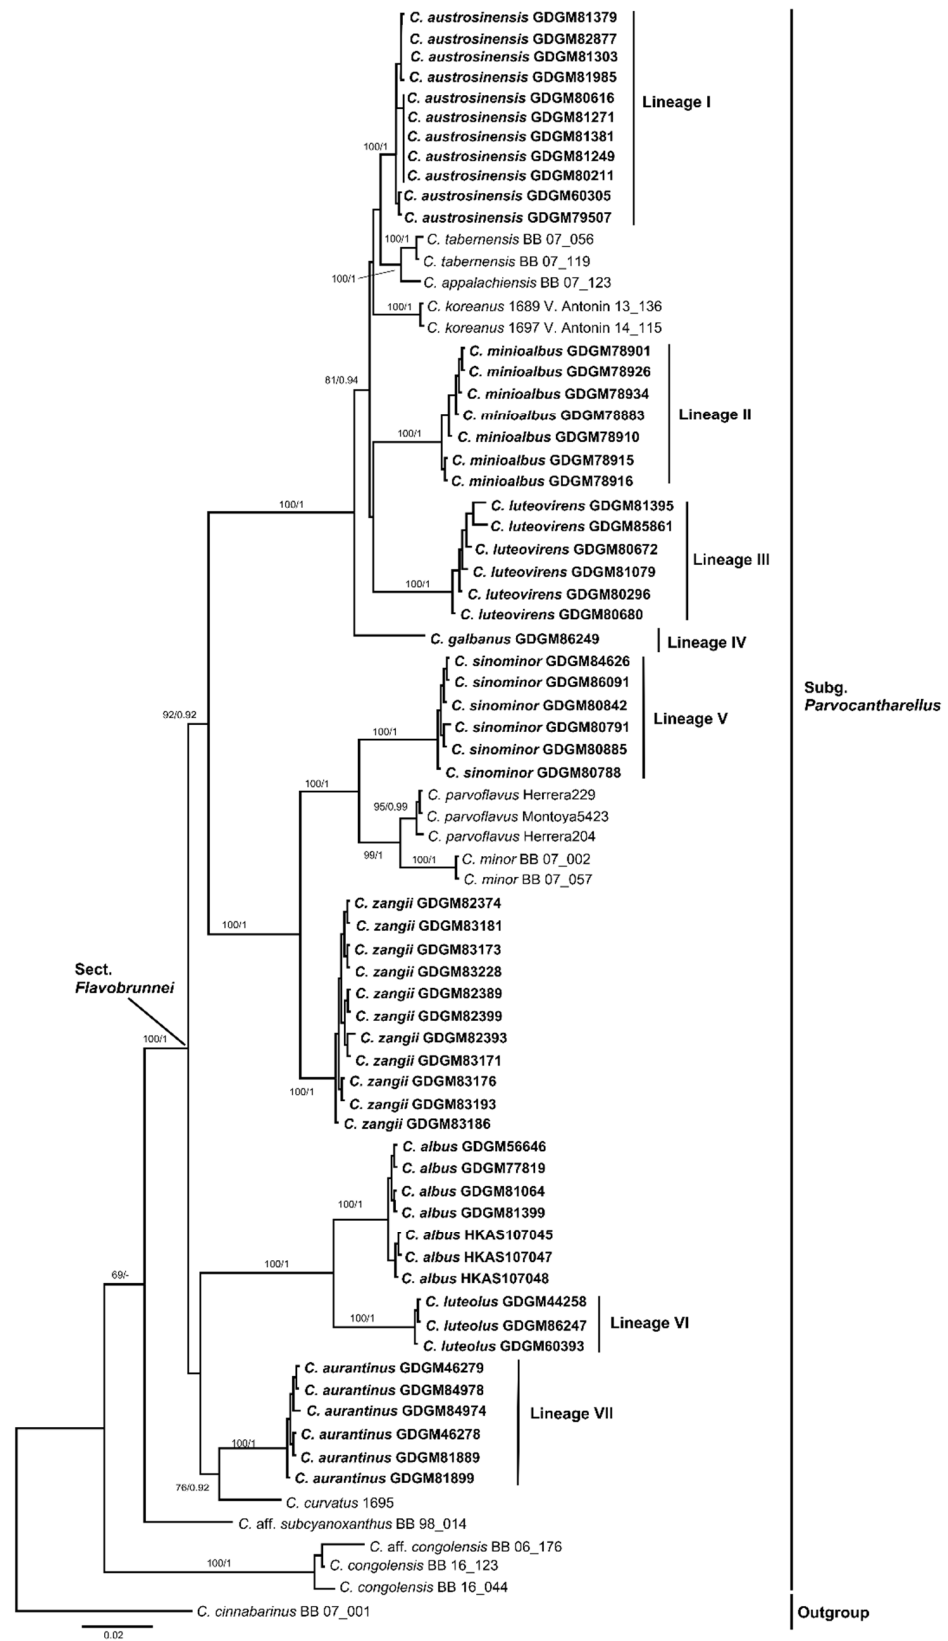 C. austrosinensis GDGM81379
C. austrosinensis GDGM82877
C. austrosinensis GDGM81303
C. austrosinensis GDGM81985
C. austrosinensis GDGM80616
Lineage I
C. austrosinensis GDGM81271
C. austrosinensis GDGM81381
100/1
C. austrosinensis GDGM81249
C. austrosinensis GDGM80211
C. austrosinensis GDGM60305
C. austrosinensis GDGM79507
100/1
C. tabernensis BB 07_056
C. tabernensis BB 07_119
100/1
C. appalachiensis BB 07_123
100/1
C. koreanus 1689 V. Antonin 13_136
C. koreanus 1697 V. Antonin 14_115
C. minioalbus GDGM78901
C. minioalbus GDGM78926
81/0.94
C. minioalbus GDGM78934
C. minioalbus GDGM78883
Lineage II
100/1
C. minioalbus GDGM78910
C. minioalbus GDGM78915
C. minioalbus GDGM78916
100/1
C. luteovirens GDGM81395
C. luteovirens GDGM85861
C. luteovirens GDGM80672
Lineage III
C. luteovirens GDGM81079
100/1
C. luteovirens GDGM80296
C. luteovirens GDGM80680
C. galbanus GDGM86249
Lineage IV
C. sinominor GDGM84626
C. sinominor GDGM86091
Subg.
Parvocantharellus
C. sinominor GDGM80842
92/0.92
Lineage V
C. sinominor GDGM80791
100/1
C. sinominor GDGM80885
C. sinominor GDGM80788
100/1
C. parvoflavus Herrera229
95/0.99
C. parvoflavus Montoya5423
C. parvoflavus Herrera204
99/1
100/1
C. minor BB 07_002
C. minor BB 07_057
C. zangii GDGM82374
100/1
C. zangii GDGM83181
C. zangii GDGM83173
Sect.
Flavobrunnei
C. zangii GDGM83228
C. zangii GDGM82389
C. zangii GDGM82399
100/1
C. zangii GDGM82393
C. zangii GDGM83171
C. zangii GDGM83176
100/1
C. zangii GDGM83193
C. zangii GDGM83186
C. albus GDGM56646
C. albus GDGM77819
C. albus GDGM81064
100/1
C. albus GDGM81399
C. albus HKAS107045
C. albus HKAS107047
100/1
69/-
C. albus HKAS107048
C. luteolus GDGM44258
100/1
C. luteolus GDGM86247
Lineage VI
C. luteolus GDGM60393
C. aurantinus GDGM46279
C. aurantinus GDGM84978
C. aurantinus GDGM84974
Lineage VII
C. aurantinus GDGM46278
100/1
C. aurantinus GDGM81889
C. aurantinus GDGM81899
76/0.92
C. curvatus 1695
C. aff. subcyanoxanthus BB 98_014
C. aff. congolensis BB 06_176
100/1
C. congolensis BB 16_123
C. congolensis BB 16_044
C. cinnabarinus BB 07_001
Outgroup
0.02